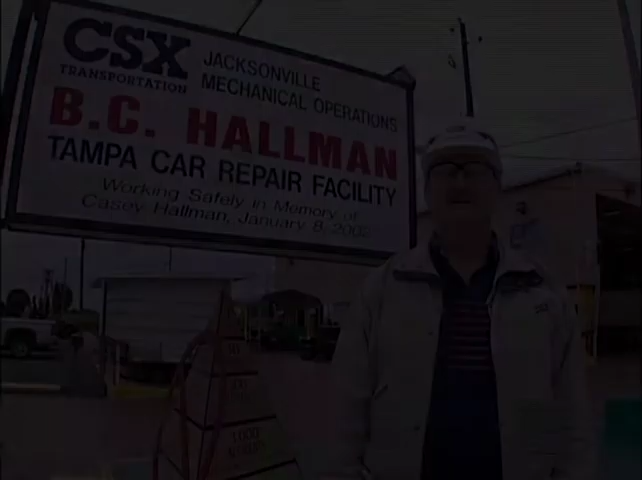 CSX
TRANSPORTATION
JACKSONVILLE
MECHANICAL OPERATIONS
B.C. HALLMAN
TAMPA CAR REPAIR FACILITY
Working Safely in Memory of
Casey Hallman, January 8, 2002